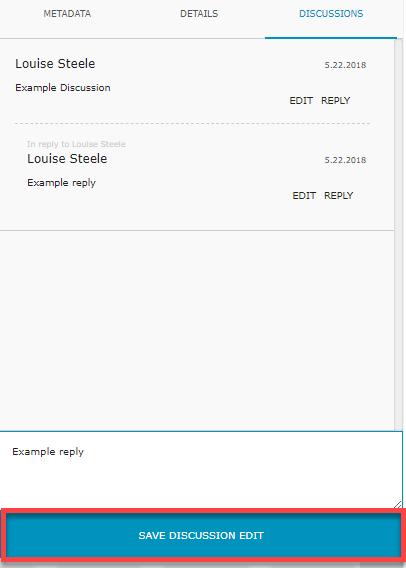 METADATA DETAILS DISCUSSIONS
Louise Steele 5.22.2018
Example Discussion
EDIT REPLY
In reply to Louise Steele
Louise Steele 5.22.2018
Example reply
EDIT REPLY
Example reply
SAVE DISCUSSION EDIT